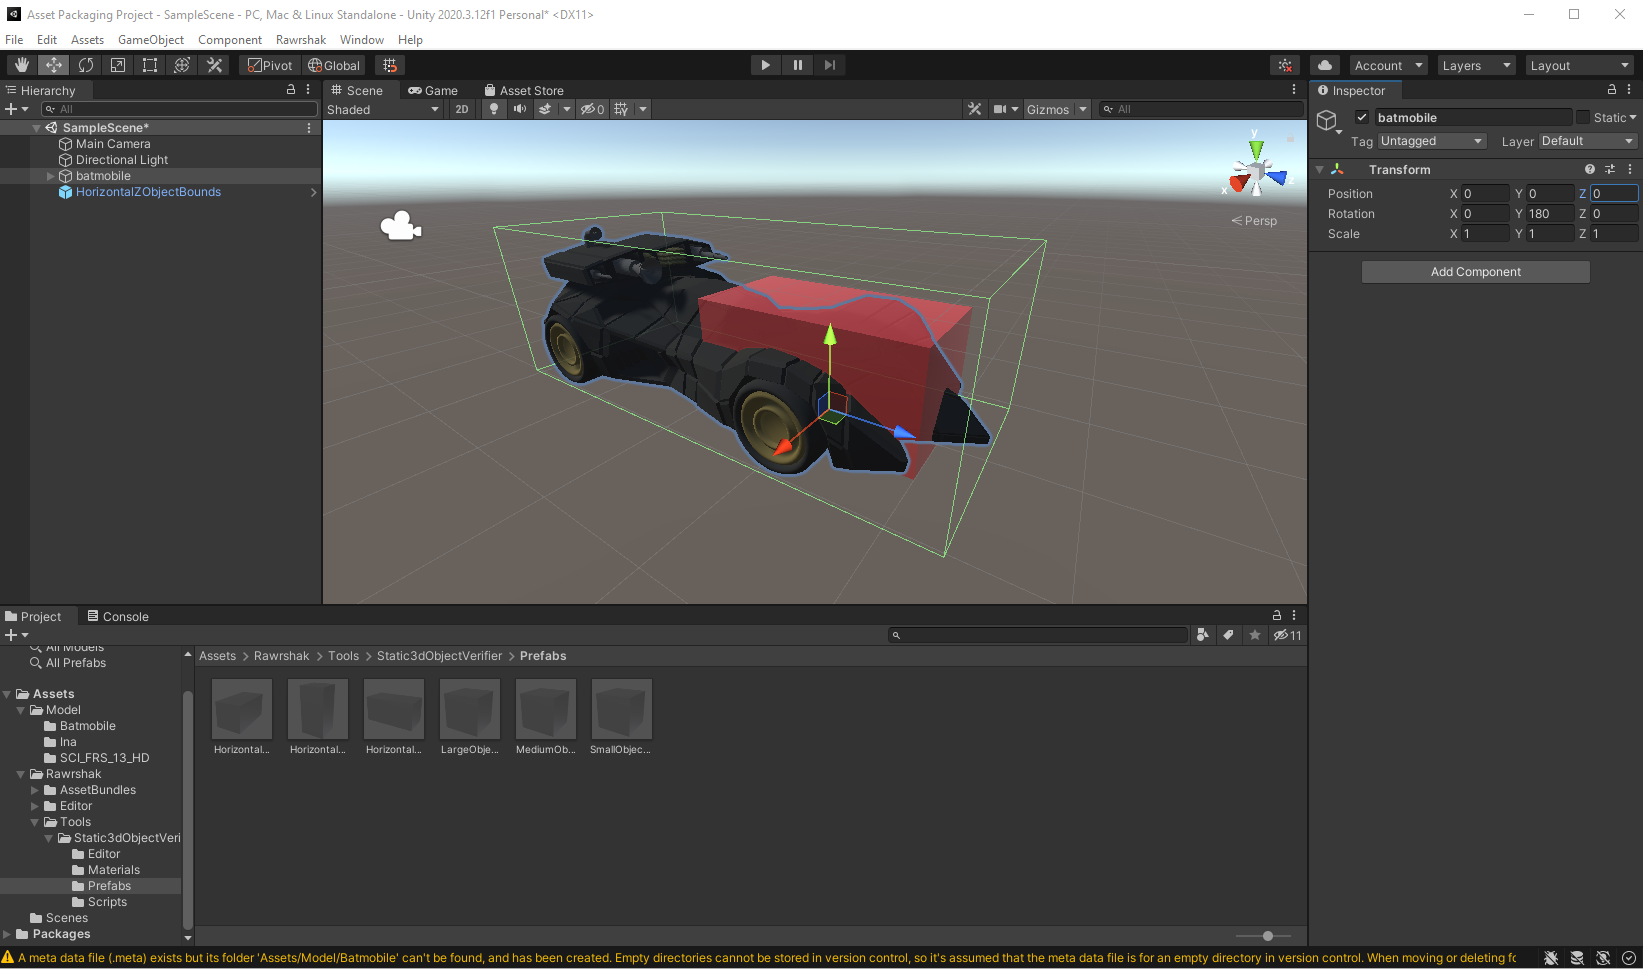 Asset Packaging Project - SampleScene - PC, Mac & Linux Standalone - Unity 2020.3.12f1 Personal* <DX11>
File Edit Assets GameObject Component Rawrshak Window Help
Pivot Global Account Layers Layout
Hierarchy
All
SampleScene*
Main Camera
Directional Light
batmobile
HorizontalZObjectBounds
Scene Game Asset Store
Shaded 2D 0 Gizmos All
y
x
z
Persp
Inspector
batmobile Static
Tag Untagged Layer Default
Transform
Position X 0 Y 0 Z 0
Rotation X 0 Y 180 Z 0
Scale X 1 Y 1 Z 1
Add Component
Project Console
11
All Models
All Prefabs
Assets
Model
Batmobile
Ina
SCI_FRS_13_HD
Rawrshak
AssetBundles
Editor
Tools
Static3dObjectVeri
Editor
Materials
Prefabs
Scripts
Scenes
Packages
Assets > Rawrshak > Tools > Static3dObjectVerifier > Prefabs
Horizontal... Horizontal... Horizontal... LargeObje... MediumOb... SmallObjec...
A meta data file (.meta) exists but its folder 'Assets/Model/Batmobile' can't be found, and has been created. Empty directories cannot be stored in version control, so it's assumed that the meta data file is for an empty directory in version control. When moving or deleting fo